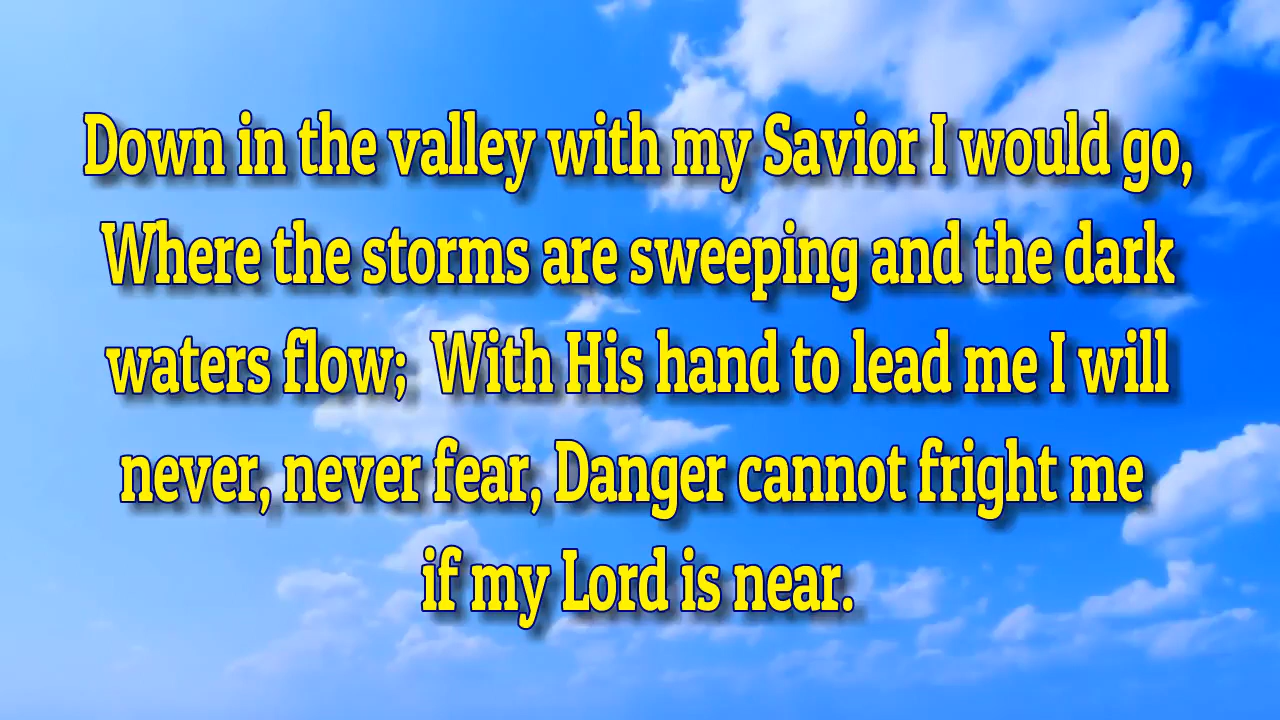 Down in the valley with my Savior I would go,
Where the storms are sweeping and the dark
waters flow;  With His hand to lead me I will
never, never fear, Danger cannot fright me
if my Lord is near.